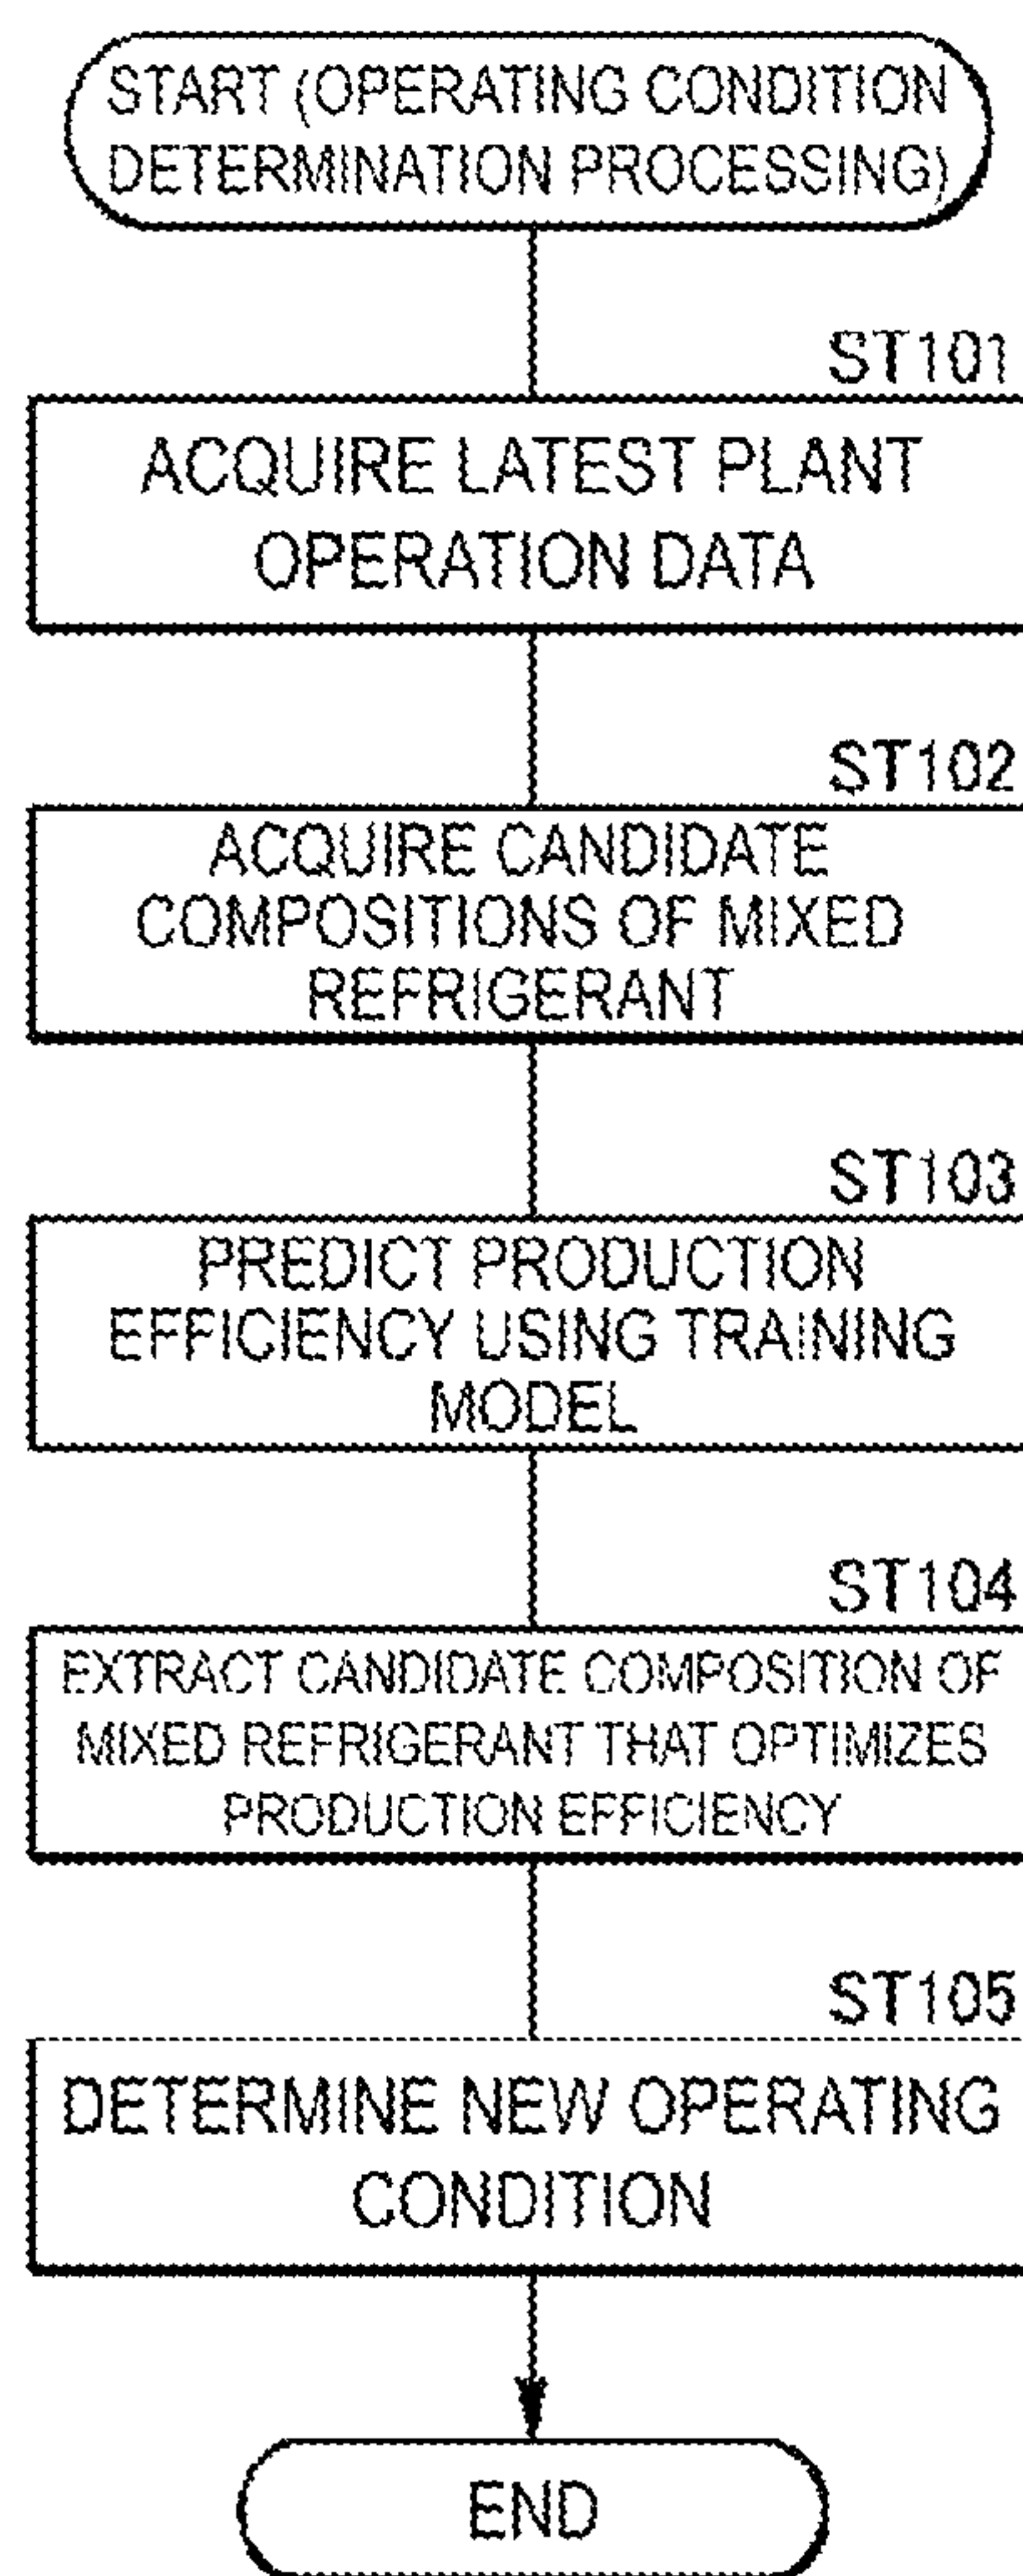 START (OPERATING CONDITION
DETERMINATION PROCESSING)
ST101
ACQUIRE LATEST PLANT
OPERATION DATA
ST102
ACQUIRE CANDIDATE
COMPOSITIONS OF MIXED
REFRIGERANT
ST103
PREDICT PRODUCTION
EFFICIENCY USING TRAINING
MODEL
ST104
EXTRACT CANDIDATE COMPOSITION OF
MIXED REFRIGERANT THAT OPTIMIZES
PRODUCTION EFFICIENCY
ST105
DETERMINE NEW OPERATING
CONDITION
END